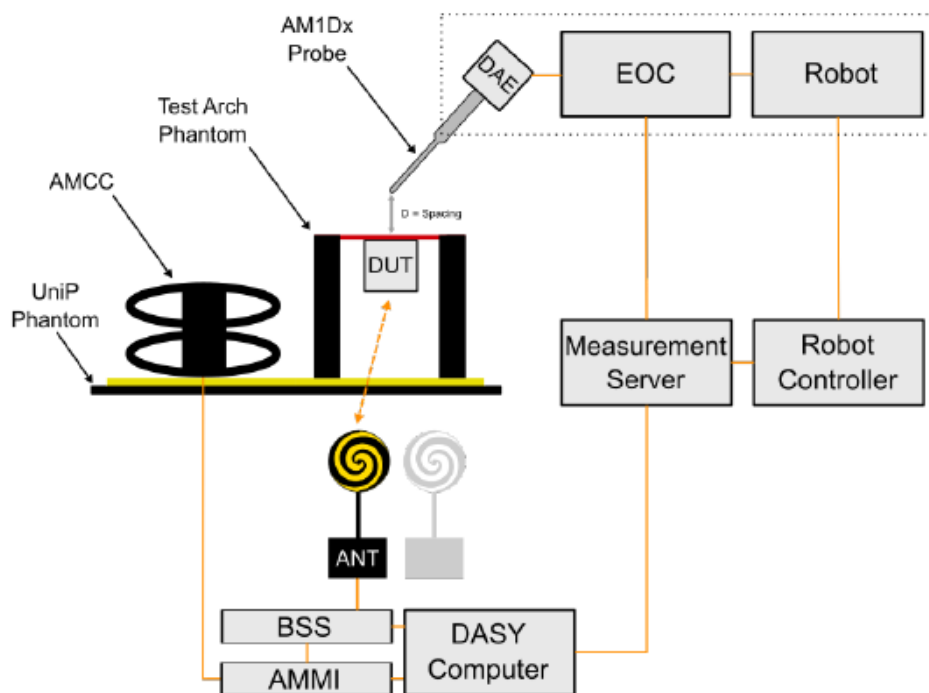 AM1Dx
Probe
DAE
EOC
Robot
Test Arch
Phantom
AMCC
D = Spacing
DUT
UniP
Phantom
Measurement
Server
Robot
Controller
ANT
BSS
DASY
Computer
AMMI